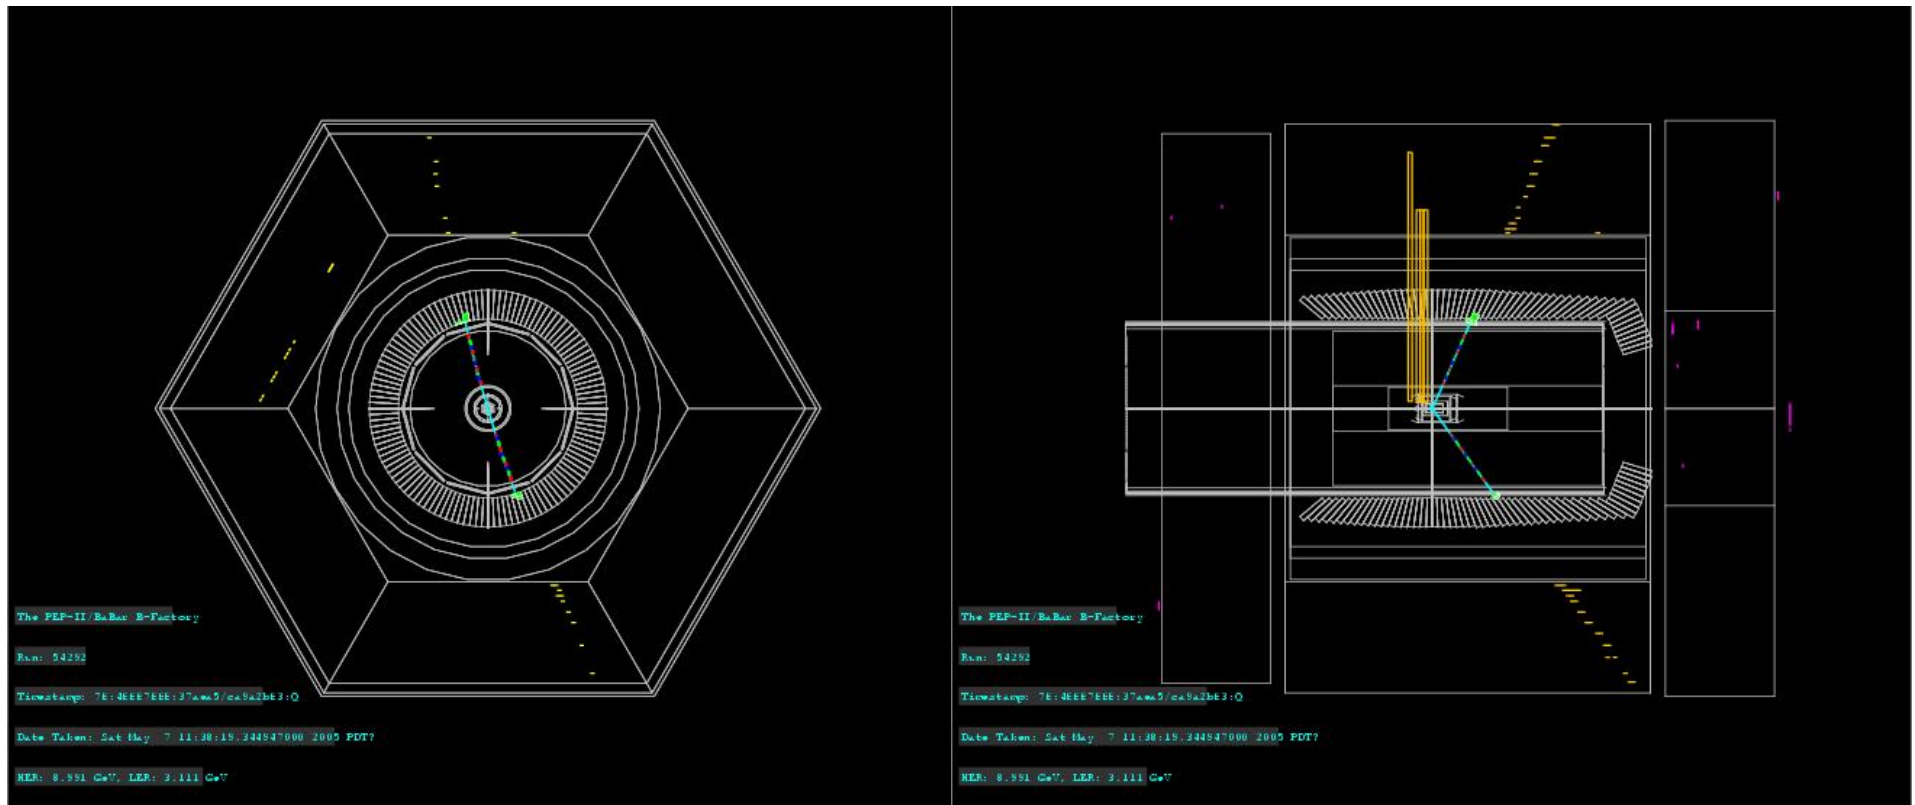 The PEP-II/BaBar B-Factory
Run: 54292
Timestamp:
Date Taken: Sat May 7 11:38:19.344947000 2005 PDT?
HER: 8.991 GeV, LER: 3.111 GeV
The PEP-II/BaBar B-Factory
Run: 54292
Timestamp:
Date Taken: Sat May 7 11:38:19.344947000 2005 PDT?
HER: 8.991 GeV, LER: 3.111 GeV